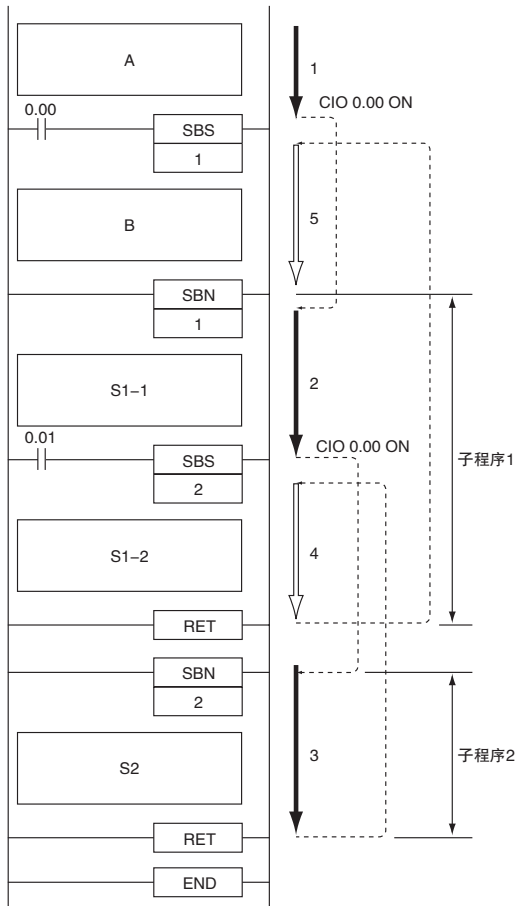 A
1
CIO 0.00 ON
0.00
SBS
1
B
5
SBN
1
S1-1
2
0.01
CIO 0.00 ON
SBS
2
子程序1
S1-2
4
RET
SBN
2
S2
3
子程序2
RET
END